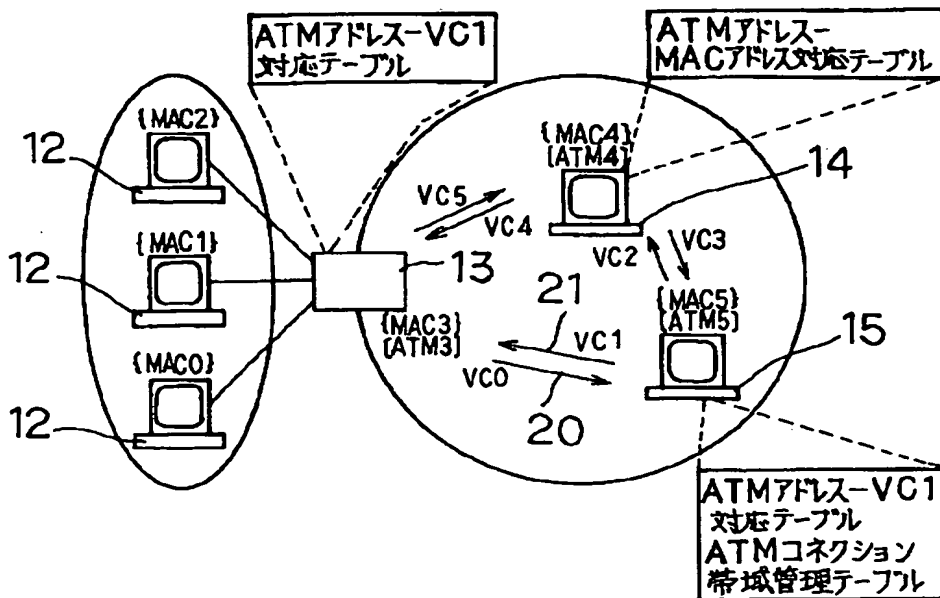 ATMアドレス-VC1
対応テーブル
ATM アドレス-
MACアドレス対応テーブル
{MAC2}
12
{MAC1}
12
{MAC0}
12
13
{MAC3}
[ATM3]
VC5
VC4
{MAC4}
[ATM4]
14
VC2
VC3
{MAC5}
[ATM5]
15
21
VC1
VC0
20
ATMアドレス-VC1
対応テーブル
ATMコネクション
帯域管理テーブル